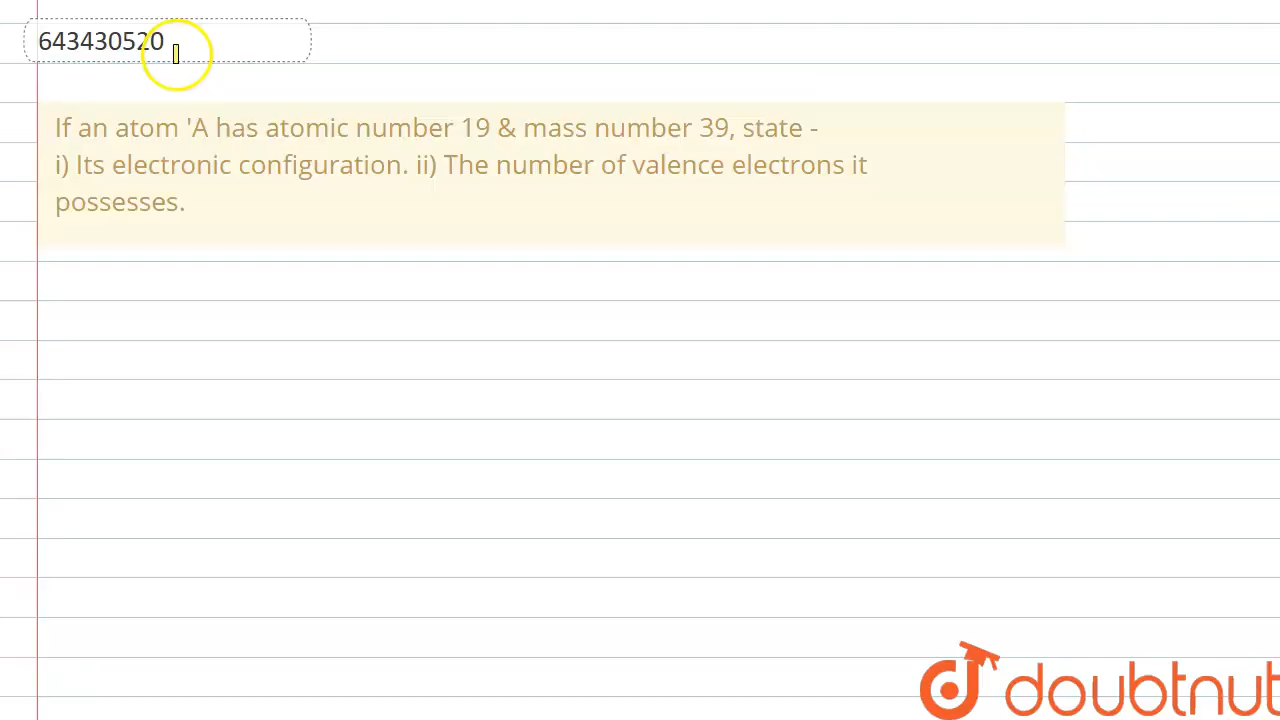 643430520
If an atom 'A has atomic number 19 & mass number 39, state -
i) Its electronic configuration. ii) The number of valence electrons it
possesses.
doubtnut